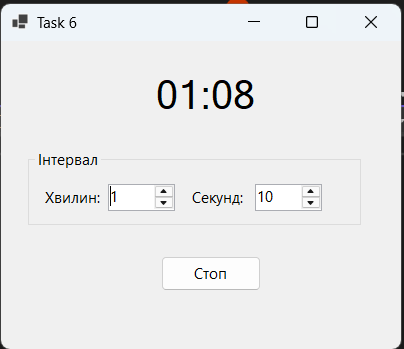 Task 6
01:08
Інтервал
Хвилин: 1 Секунд: 10
Стоп